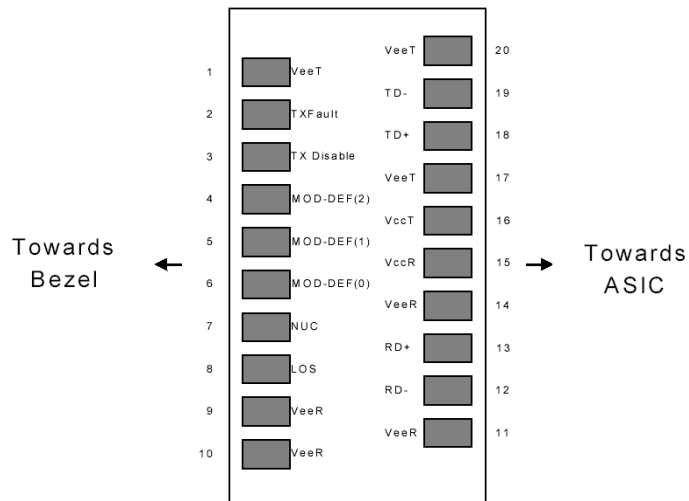 VeeT 20
1 VeeT
TD- 19
2 TXFault
TD+ 18
3 TX Disable
VeeT 17
4 MOD-DEF(2)
VccT 16
5 MOD-DEF(1)
Towards
Bezel
VccR 15
Towards
ASIC
6 MOD-DEF(0)
VeeR 14
7 NUC
RD+ 13
8 LOS
RD- 12
9 VeeR
VeeR 11
10 VeeR